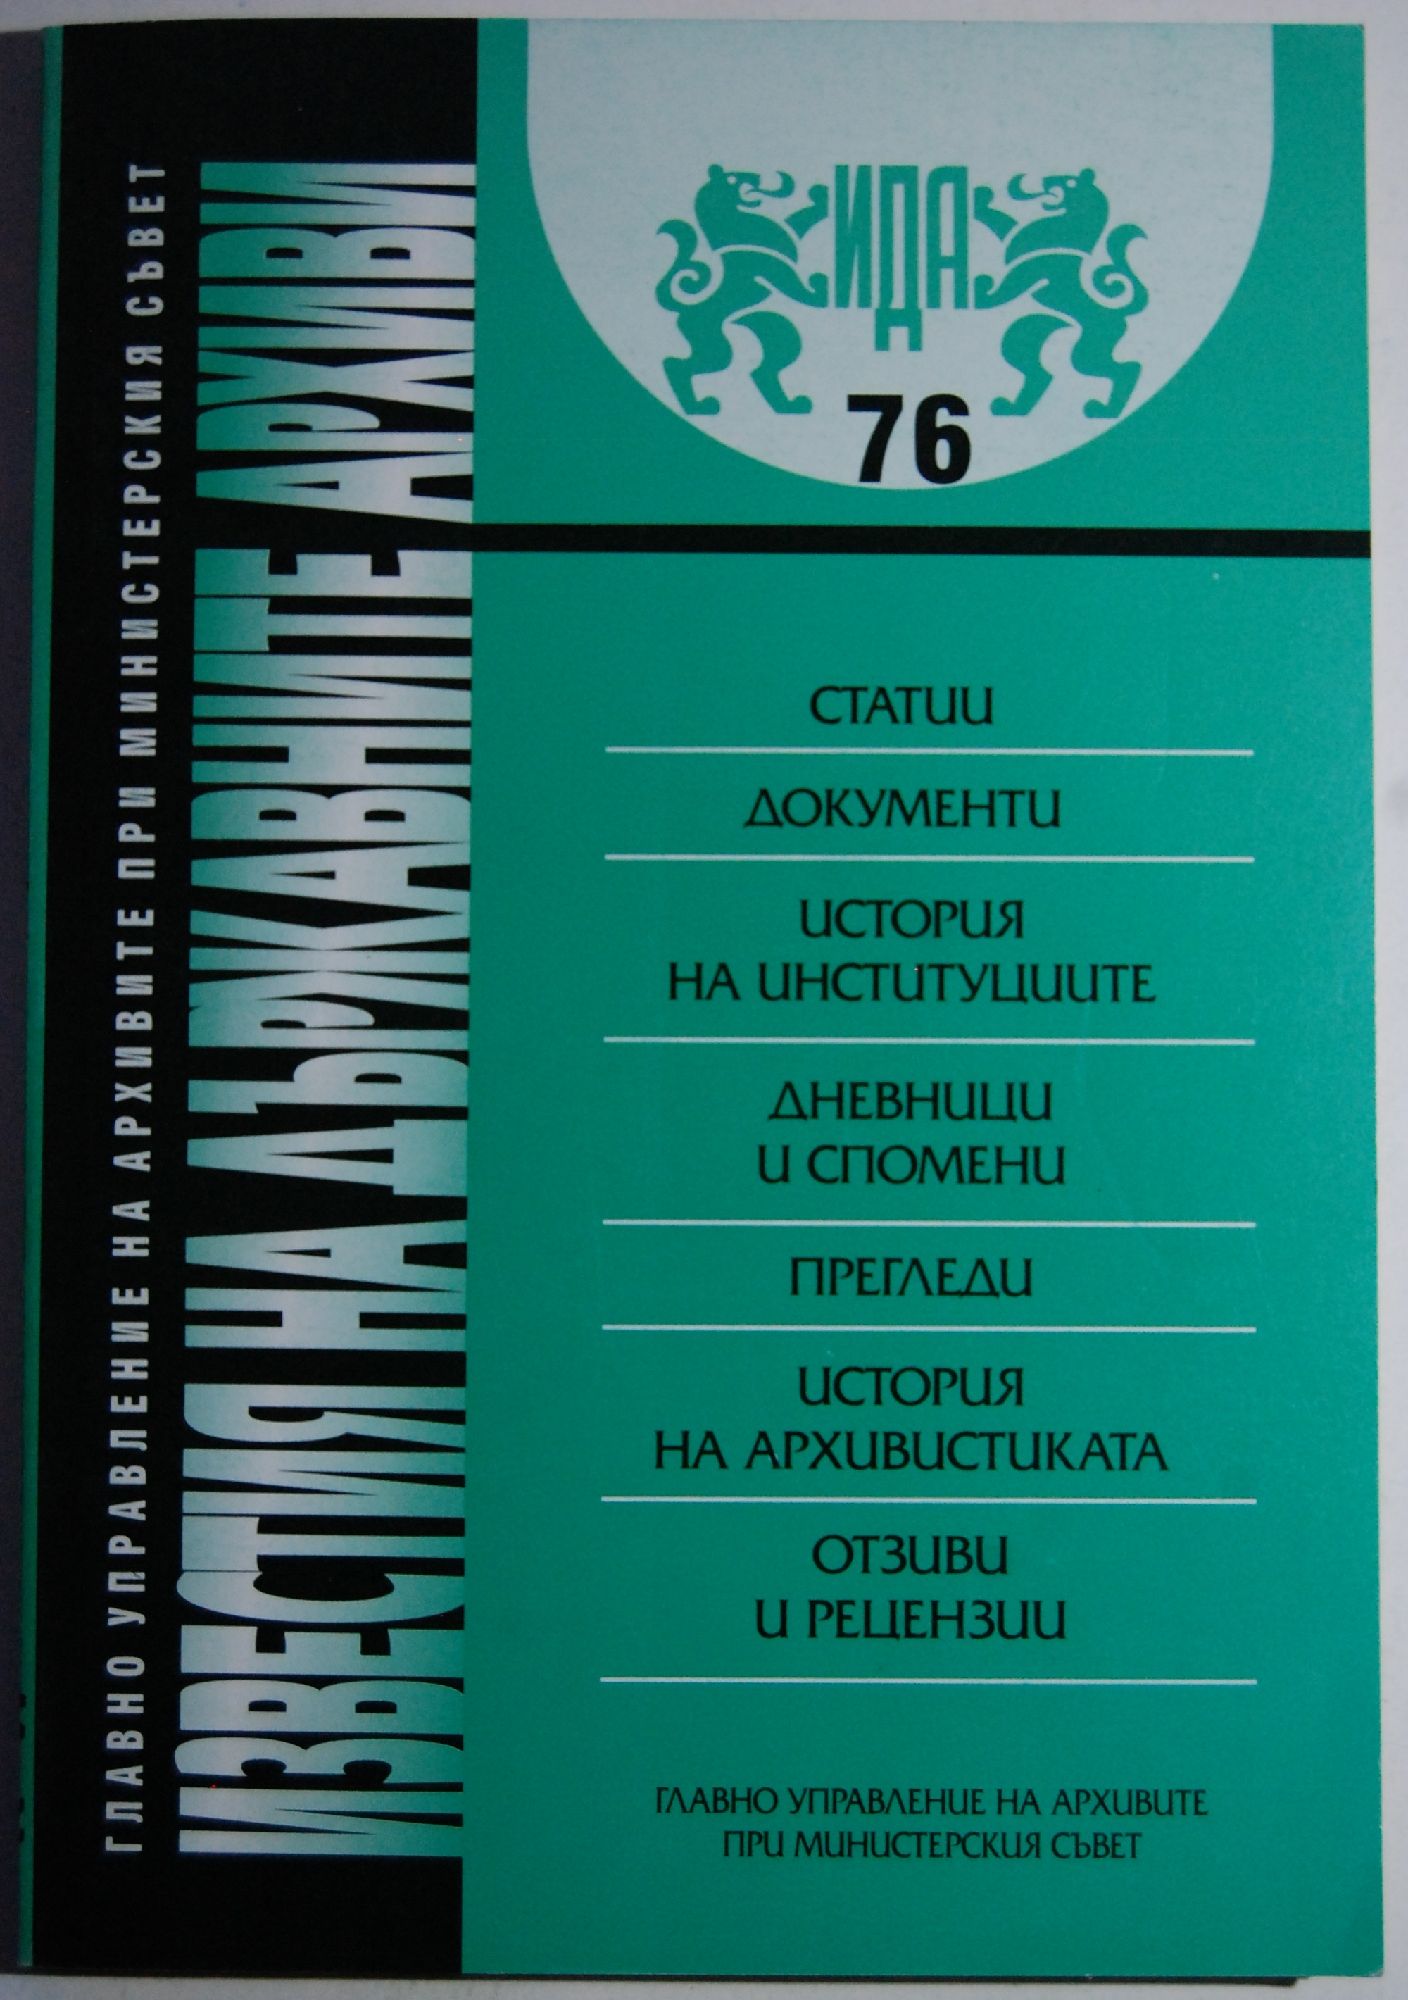 ГЛАВНО УПРАВЛЕНИЕ НА АРХИВИТЕ ПРИ МИНИСТЕРСКИЯ СЪВЕТ
ИЗВЕСТИЯ НА ДЪРЖАВНИТЕ АРХИВИ
ИДА
76
СТАТИИ
ДОКУМЕНТИ
ИСТОРИЯ
НА ИНСТИТУЦИИТЕ
ДНЕВНИЦИ
И СПОМЕНИ
ПРЕГЛЕДИ
ИСТОРИЯ
НА АРХИВИСТИКАТА
ОТЗИВИ
И РЕЦЕНЗИИ
ГЛАВНО УПРАВЛЕНИЕ НА АРХИВИТЕ
ПРИ МИНИСТЕРСКИЯ СЪВЕТ